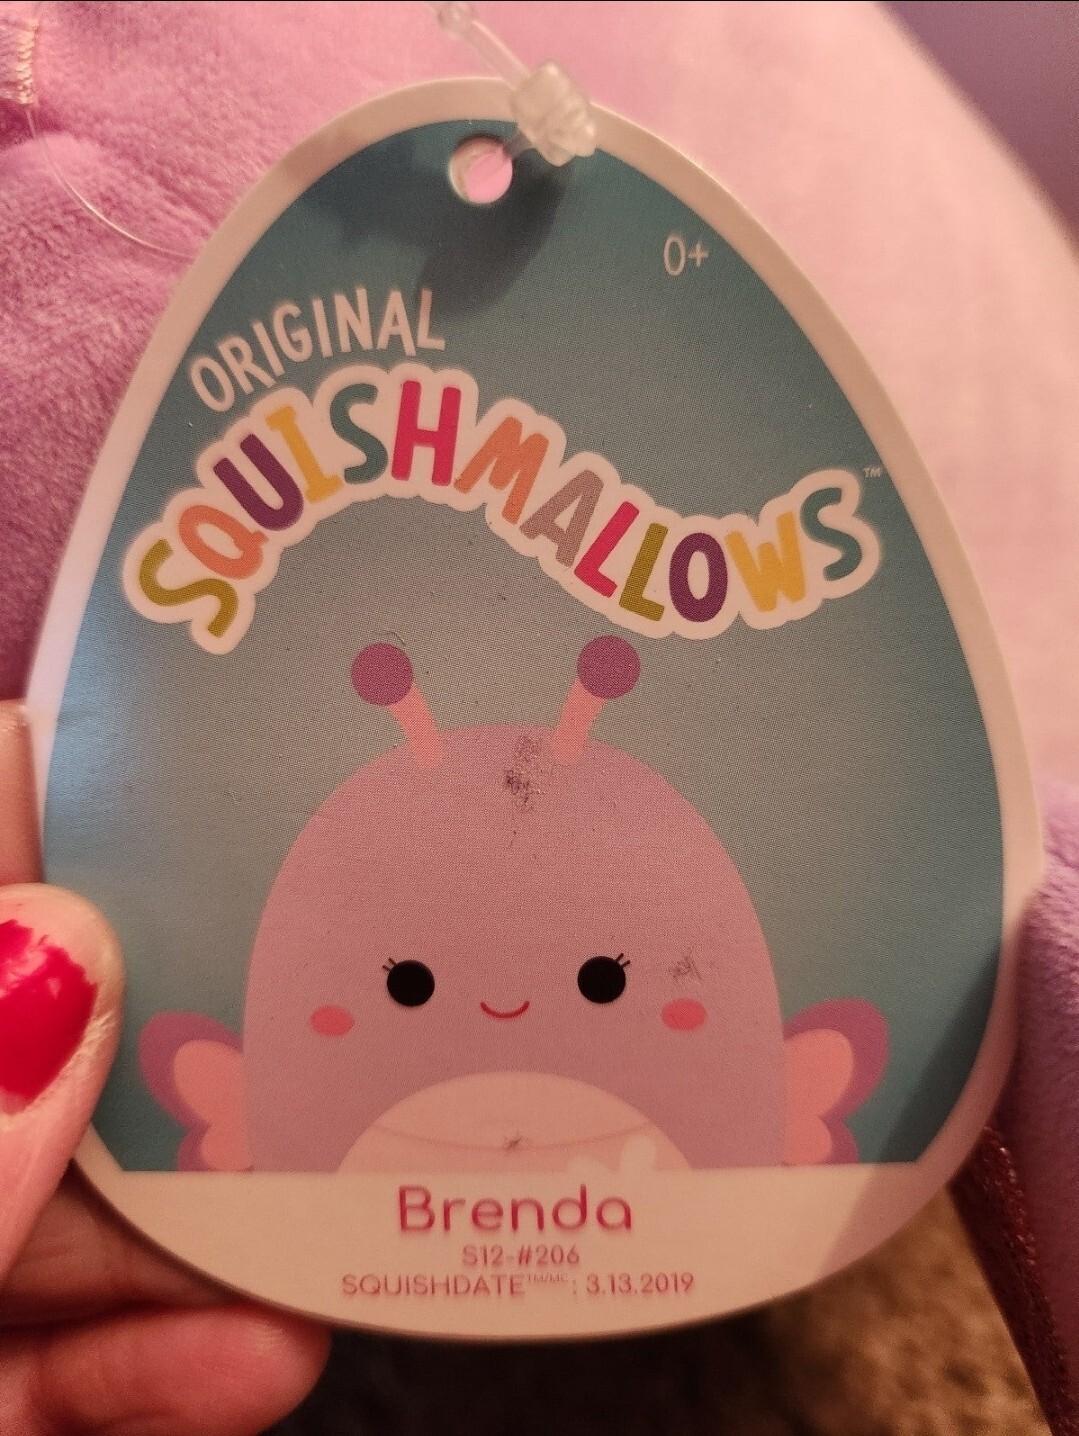 0+
ORIGINAL
SQUISHMALLOWS™
Brenda
S12-#206
SQUISHDATE™/MC: 3.13.2019